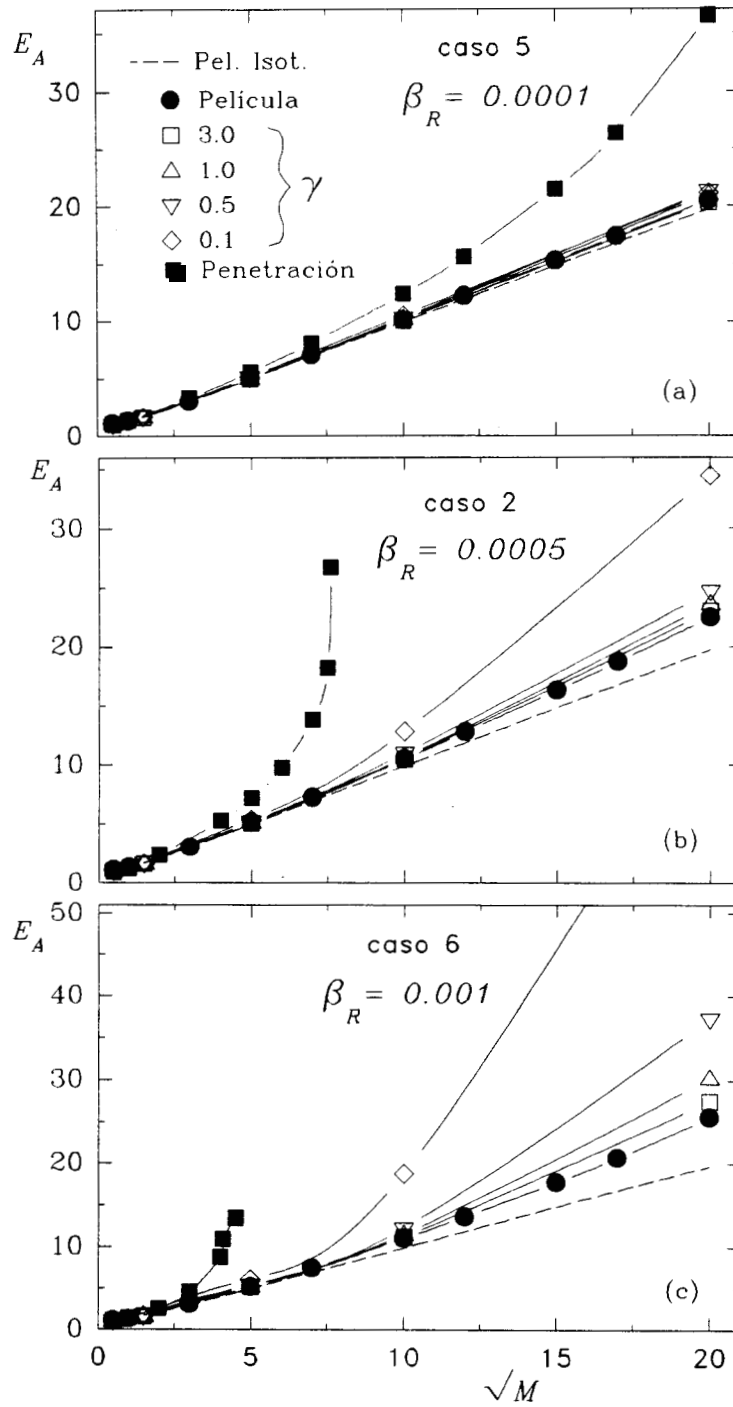 E_A
caso 5
β_R = 0.0001
Pel. Isot.
Película
3.0
1.0
0.5
0.1
γ
Penetración
30
20
10
0
(a)
E_A
caso 2
β_R = 0.0005
30
20
10
0
(b)
50
E_A
caso 6
β_R = 0.001
40
30
20
10
0
(c)
0 5 10 15 20
√M